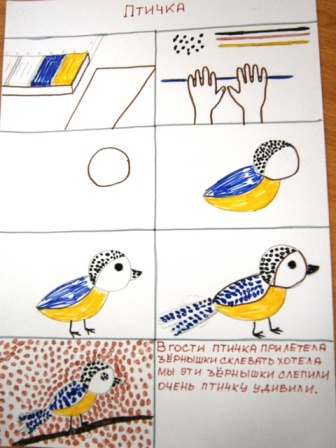 ПТИЧКА
В ГОСТИ ПТИЧКА ПРИЛЕТЕЛА
ЗЁРНЫШКИ СКЛЕВАТЬ ХОТЕЛА
МЫ ЭТИ ЗЁРНЫШКИ СЛЕПИЛИ
ОЧЕНЬ ПТИЧКУ УДИВИЛИ.